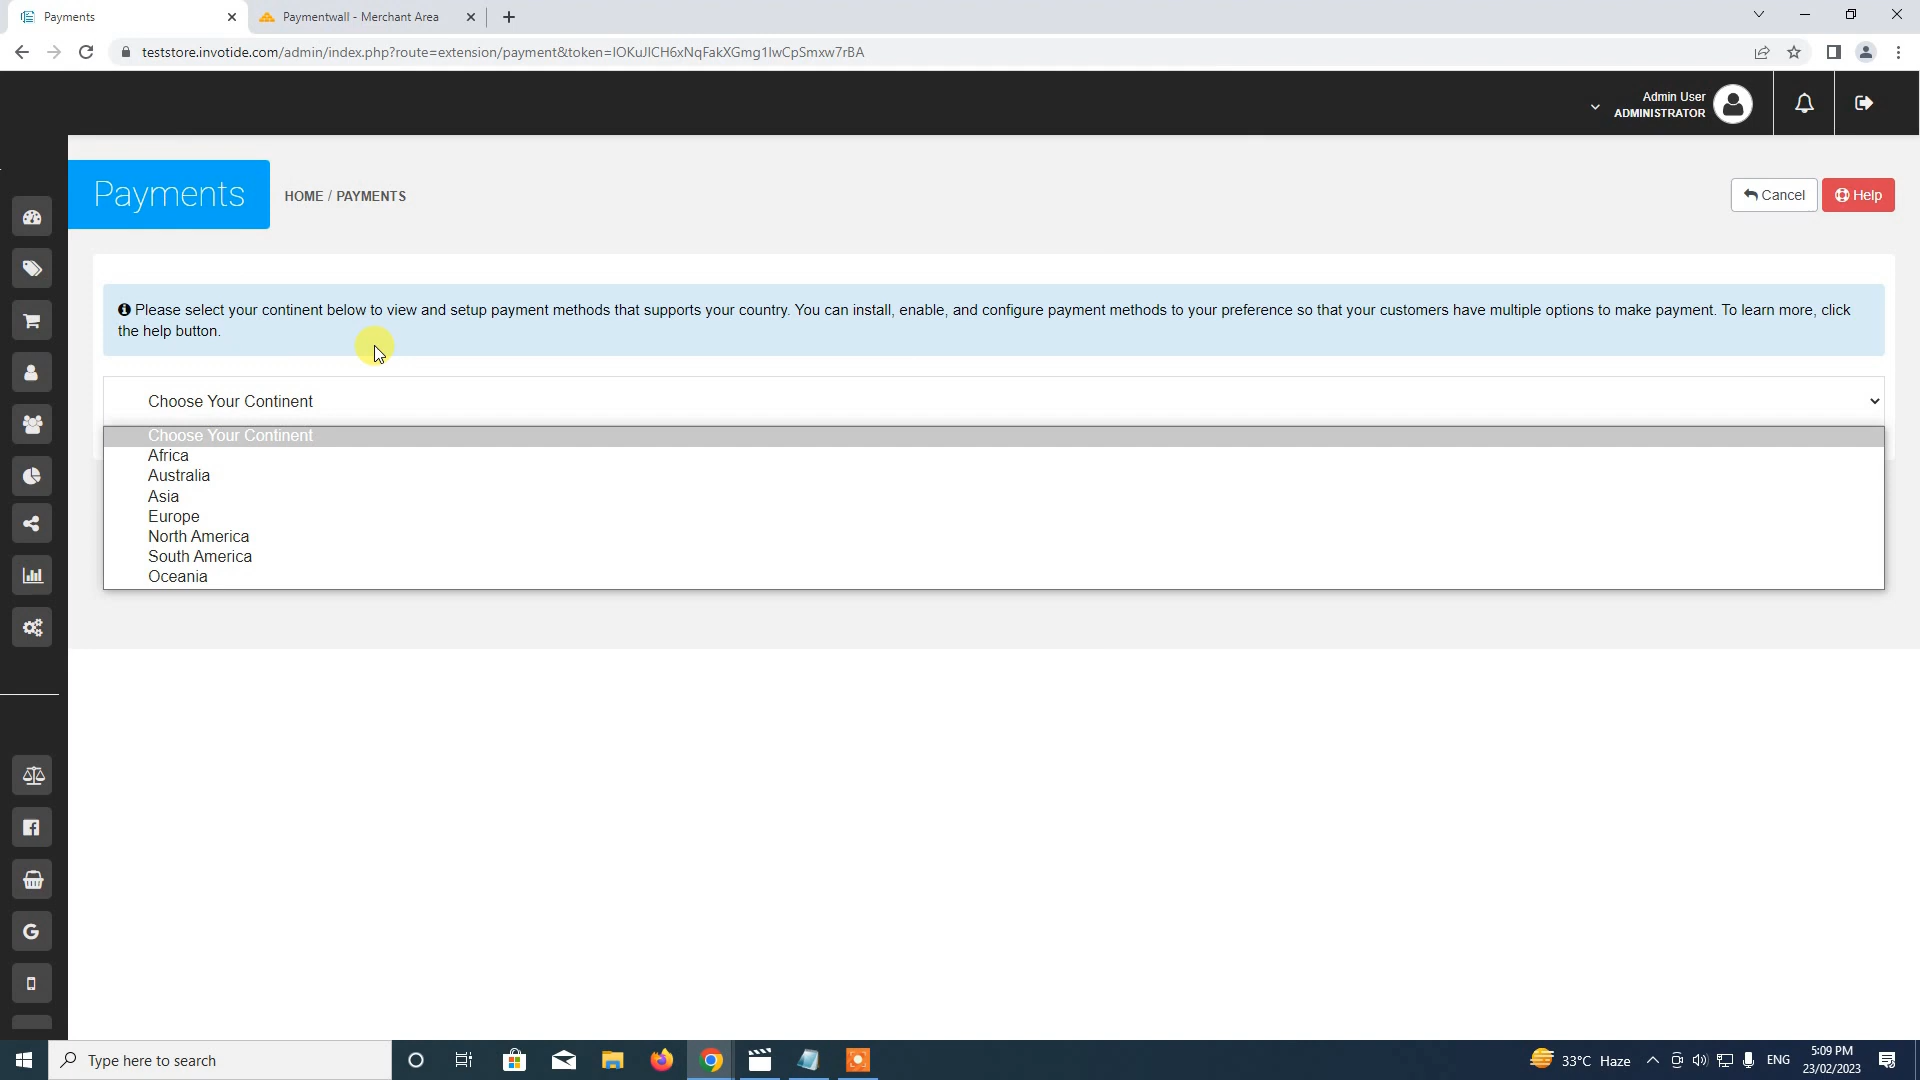 Payments
Paymentwall - Merchant Area
teststore.invotide.com/admin/index.php?route=extension/payment&token=IOKuJlCH6xNqFakXGmg1lwCpSmxw7rBA
Admin User
ADMINISTRATOR
Payments
HOME / PAYMENTS
Cancel
Help
Please select your continent below to view and setup payment methods that supports your country. You can install, enable, and configure payment methods to your preference so that your customers have multiple options to make payment. To learn more, click
the help button.
Choose Your Continent
Choose Your Continent
Africa
Australia
Asia
Europe
North America
South America
Oceania
Type here to search
33°C Haze
ENG
5:09 PM
23/02/2023